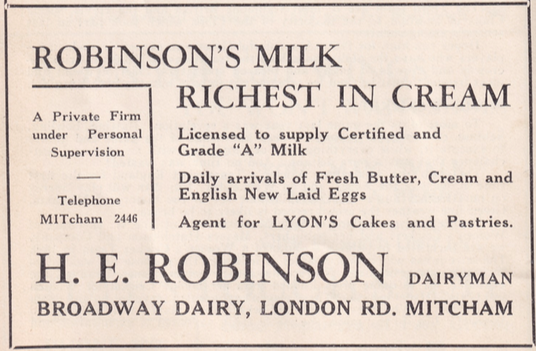 ROBINSON'S MILK
RICHEST IN CREAM
A Private Firm
under Personal
Supervision
Telephone
MITcham 2446
Licensed to supply Certified and
Grade "A" Milk
Daily arrivals of Fresh Butter, Cream and
English New Laid Eggs
Agent for LYON'S Cakes and Pastries.
H. E. ROBINSON DAIRYMAN
BROADWAY DAIRY, LONDON RD. MITCHAM